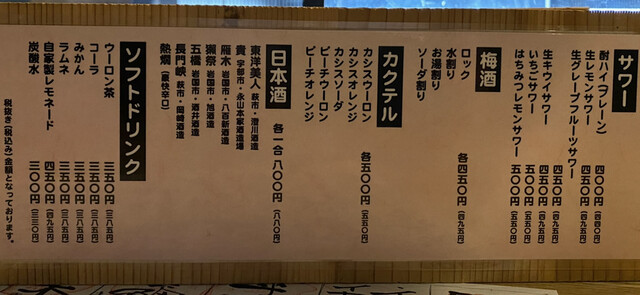 サワー
酎ハイ(プレーン) 四〇〇円(四四〇円)
生レモンサワー 四五〇円(四九五円)
生グレープフルーツサワー 四五〇円(四九五円)
生キウイサワー 四五〇円(四九五円)
いちごサワー 五〇〇円(五五〇円)
はちみつレモンサワー 五〇〇円(五五〇円)
梅酒
ロック
水割り
お湯割り
ソーダ割り
各四五〇円(四九五円)
カクテル
カシスウーロン
カシスオレンジ
カシスソーダ
ピーチウーロン
ピーチオレンジ
各五〇〇円(五五〇円)
日本酒 各一合 八〇〇円(八八〇円)
東洋美人 萩市・澄川酒造
貴 宇部市・永山本家酒造場
雁木 岩国市・八百新酒造
獺祭 岩国市・旭酒造
五橋 岩国市・酒井酒造
長門峡 萩市・岡崎酒造
熱燗(豪快辛口)
ソフトドリンク
ウーロン茶 三五〇円(三八五円)
コーラ 三五〇円(三八五円)
みかん 三五〇円(三八五円)
ラムネ 三五〇円(三八五円)
自家製レモネード 四五〇円(四九五円)
炭酸水 三〇〇円(三三〇円)
税抜き(税込み)金額となっております。